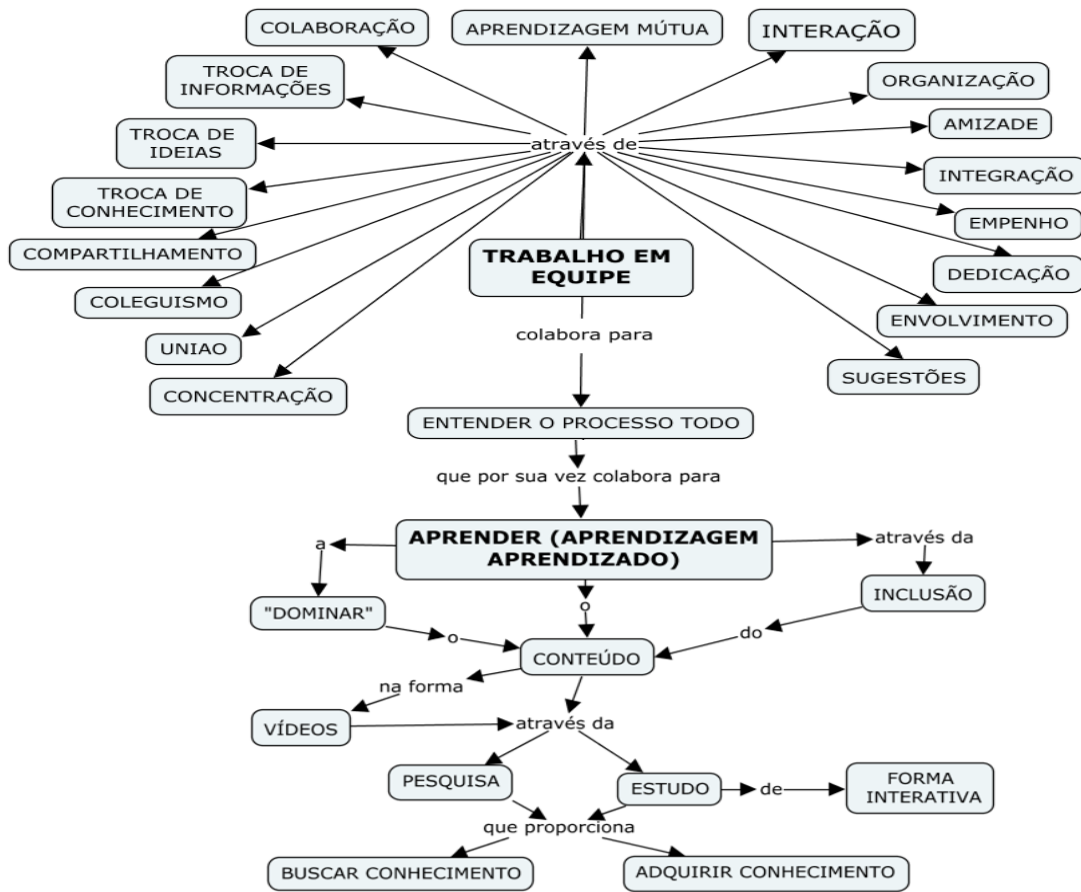 COLABORAÇÃO
APRENDIZAGEM MÚTUA
INTERAÇÃO
TROCA DE
INFORMAÇÕES
ORGANIZAÇÃO
TROCA DE
IDEIAS
através de
AMIZADE
TROCA DE
CONHECIMENTO
INTEGRAÇÃO
COMPARTILHAMENTO
EMPENHO
TRABALHO EM
EQUIPE
DEDICAÇÃO
COLEGUISMO
ENVOLVIMENTO
UNIAO
colabora para
SUGESTÕES
CONCENTRAÇÃO
ENTENDER O PROCESSO TODO
que por sua vez colabora para
APRENDER (APRENDIZAGEM
APRENDIZADO)
a
através da
"DOMINAR"
o
INCLUSÃO
o
do
CONTEÚDO
na forma
VÍDEOS
através da
PESQUISA
ESTUDO
de
FORMA
INTERATIVA
que proporciona
BUSCAR CONHECIMENTO
ADQUIRIR CONHECIMENTO